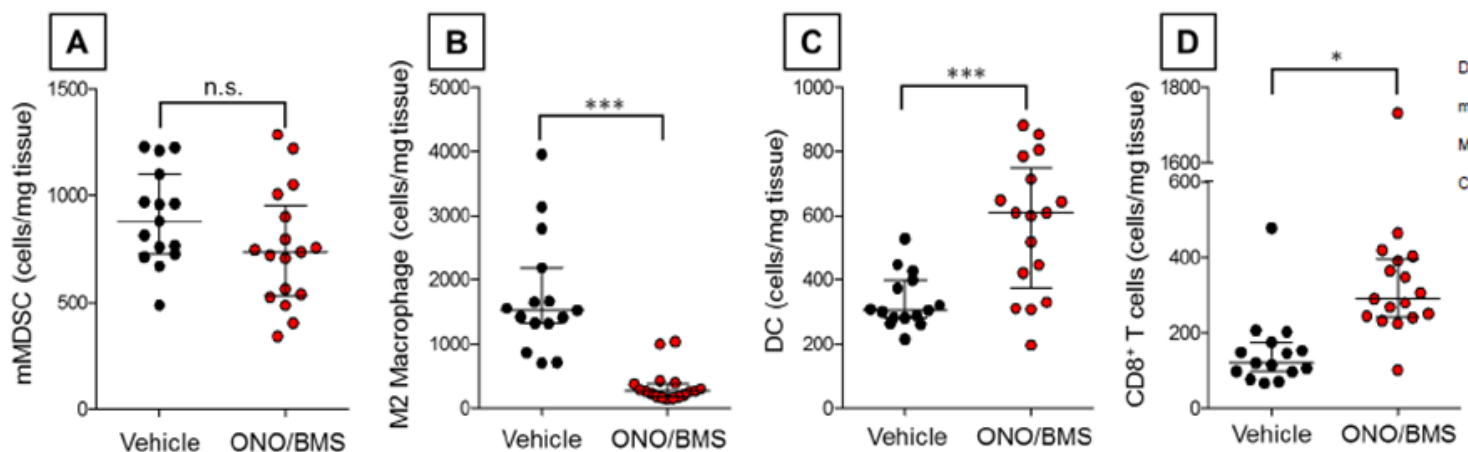 A
mMDSC (cells/mg tissue)
1500
1000
500
0
n.s.
Vehicle
ONO/BMS
B
M2 Macrophage (cells/mg tissue)
5000
4000
3000
2000
1000
0
***
Vehicle
ONO/BMS
C
DC (cells/mg tissue)
1000
800
600
400
200
0
***
Vehicle
ONO/BMS
D
CD8⁺ T cells (cells/mg tissue)
1800
1600
600
400
200
0
*
Vehicle
ONO/BMS
D
m
M
C